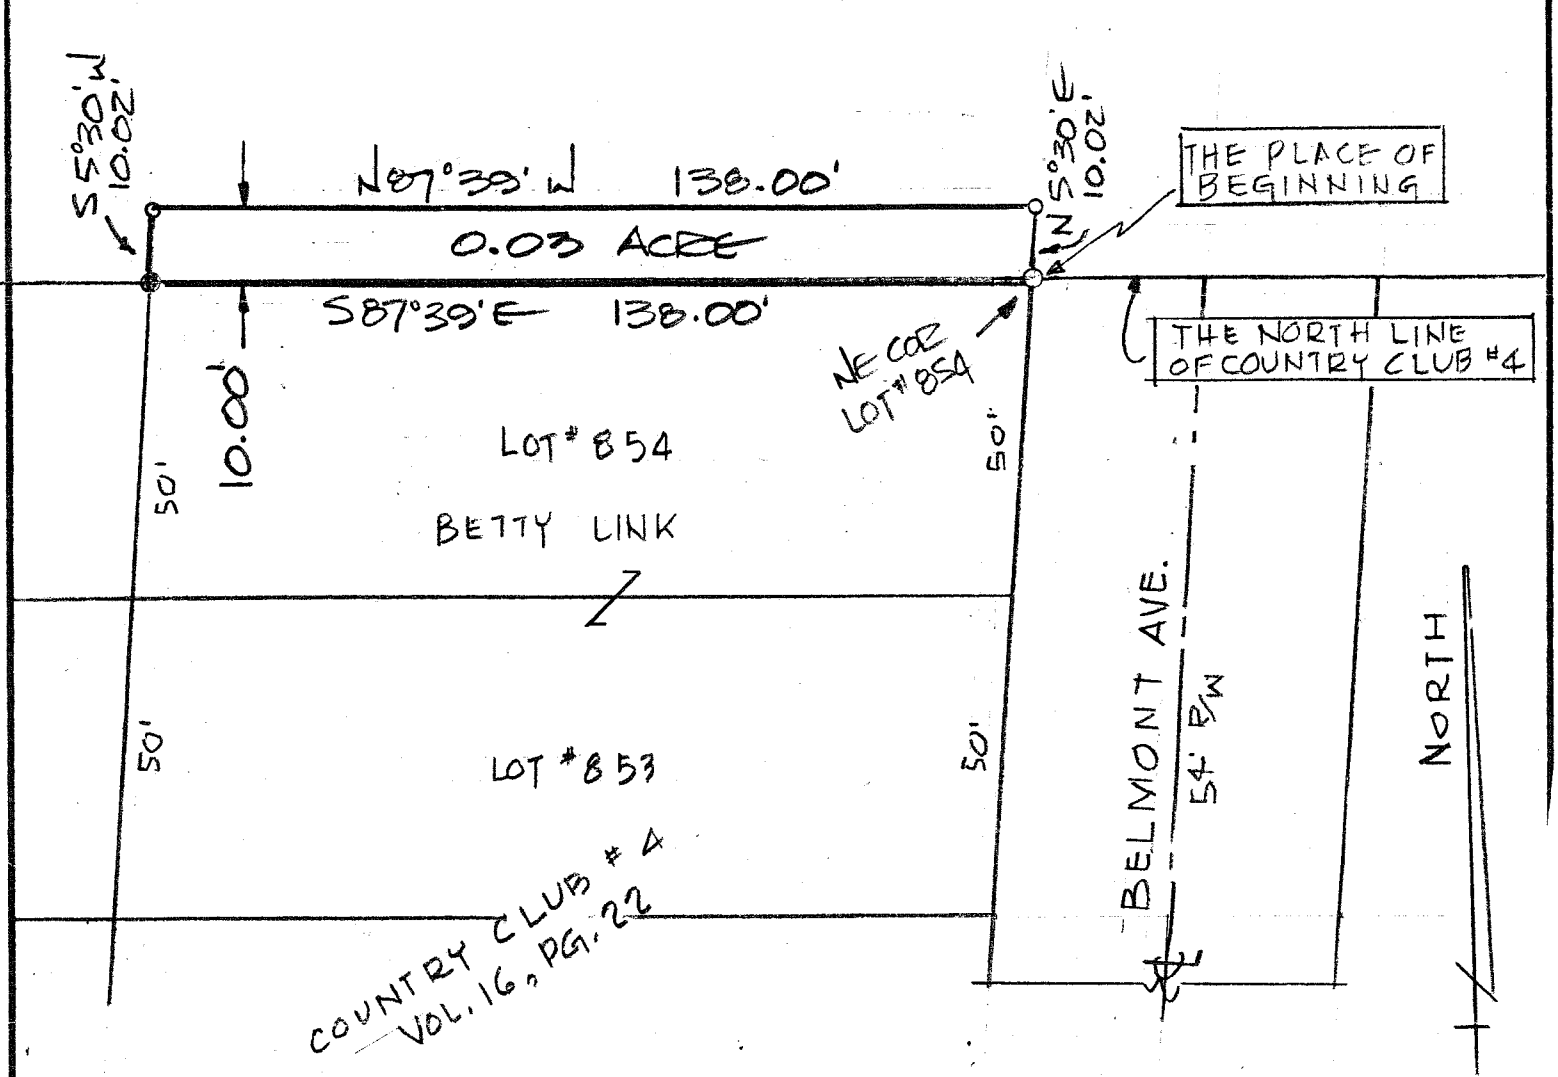 S 5°30' W
10.02'
N87°39' W 138.00'
N 5°30' E
10.02'
THE PLACE OF
BEGINNING
0.03 ACRE
S87°39' E 138.00'
10.00'
NE COR
LOT # 854
THE NORTH LINE
OF COUNTRY CLUB #4
LOT # 854
50'
50'
BETTY LINK
BELMONT AVE.
54' R/W
NORTH
50'
LOT # 853
50'
COUNTRY CLUB # 4
VOL. 16, PG. 22